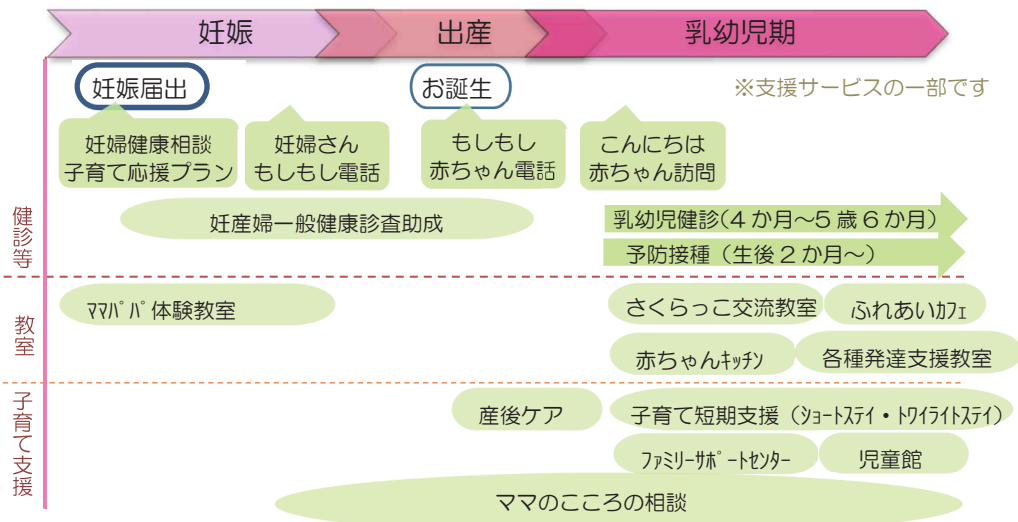 妊娠
出産
乳幼児期
妊娠届出
お誕生
※支援サービスの一部です
妊婦健康相談
子育て応援プラン
妊婦さん
もしもし電話
もしもし
赤ちゃん電話
こんにちは
赤ちゃん訪問
健診等
妊産婦一般健康診査助成
乳幼児健診(4か月～5歳6か月)
予防接種（生後2か月～）
教室
ﾏﾏﾊﾟﾊﾟ体験教室
さくらっこ交流教室
ふれあいｶﾌｪ
赤ちゃんｷｯﾁﾝ
各種発達支援教室
子育て支援
産後ケア
子育て短期支援（ｼｮｰﾄｽﾃｲ・ﾄﾜｲﾗｲﾄｽﾃｲ）
ﾌｧﾐﾘｰｻﾎﾟｰﾄｾﾝﾀｰ
児童館
ママのこころの相談